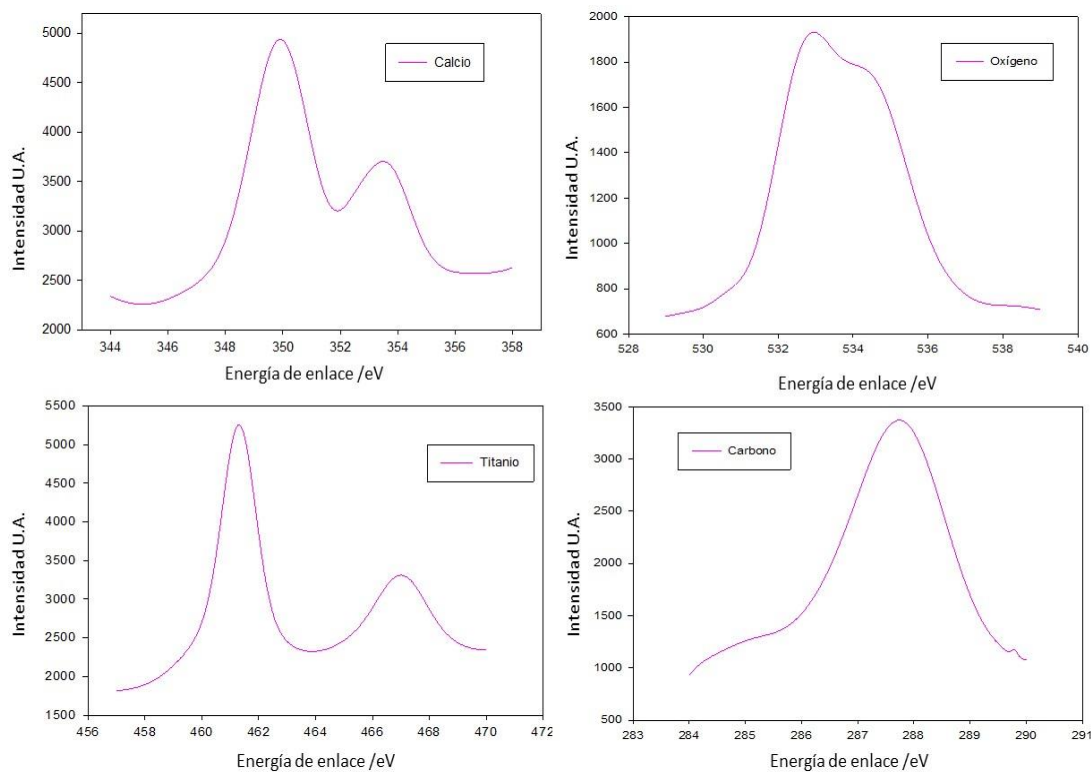 5000
4500
4000
3500
3000
2500
2000
Intensidad U.A.
Calcio
344 346 348 350 352 354 356 358
Energía de enlace /eV
2000
1800
1600
1400
1200
1000
800
600
Intensidad U.A.
Oxígeno
528 530 532 534 536 538 540
Energía de enlace /eV
5500
5000
4500
4000
3500
3000
2500
2000
1500
Intensidad U.A.
Titanio
456 458 460 462 464 466 468 470 472
Energía de enlace /eV
3500
3000
2500
2000
1500
1000
500
Intensidad U.A.
Carbono
283 284 285 286 287 288 289 290 291
Energía de enlace /eV